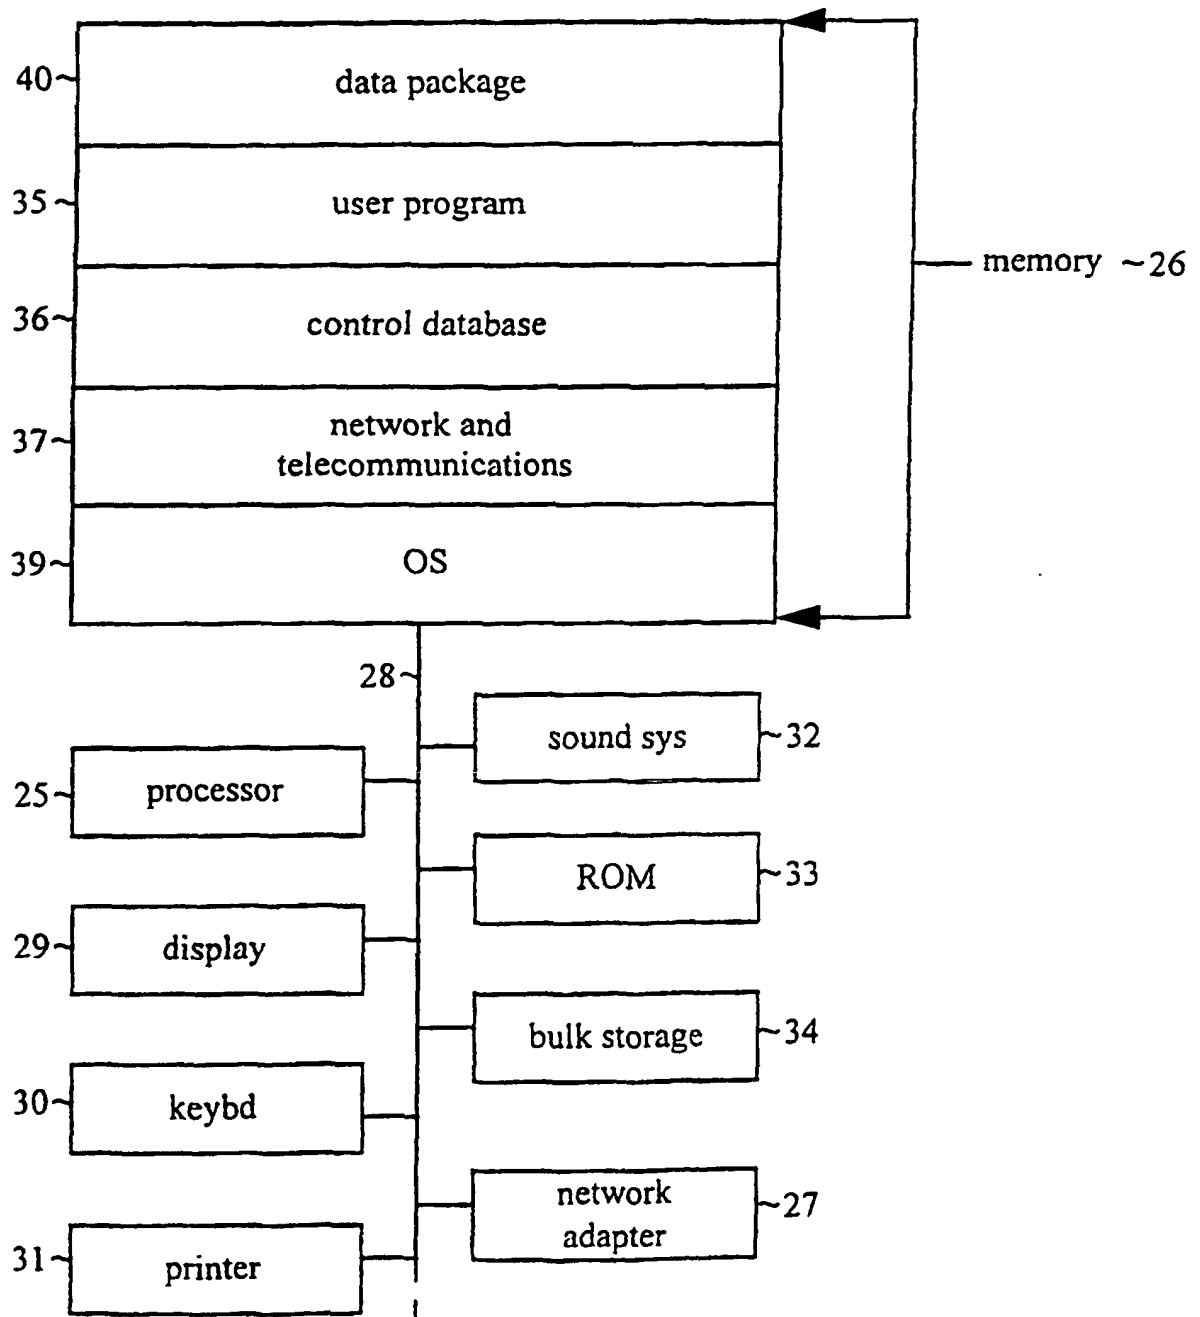 40~ data package
35~ user program
memory ~26
36~ control database
37~ network and
telecommunications
39~ OS
28~
sound sys ~32
25~ processor
ROM ~33
29~ display
bulk storage ~34
30~ keybd
network
adapter ~27
31~ printer